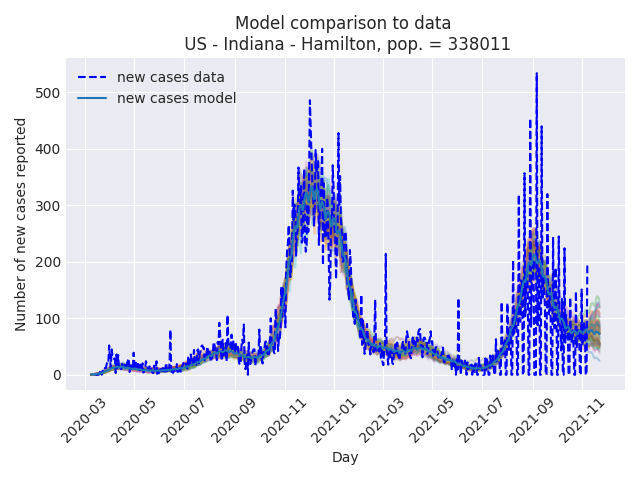 Model comparison to data
US - Indiana - Hamilton, pop. = 338011
new cases data
new cases model
Number of new cases reported
500
400
300
200
100
0
2020-03
2020-05
2020-07
2020-09
2020-11
2021-01
2021-03
2021-05
2021-07
2021-09
2021-11
Day